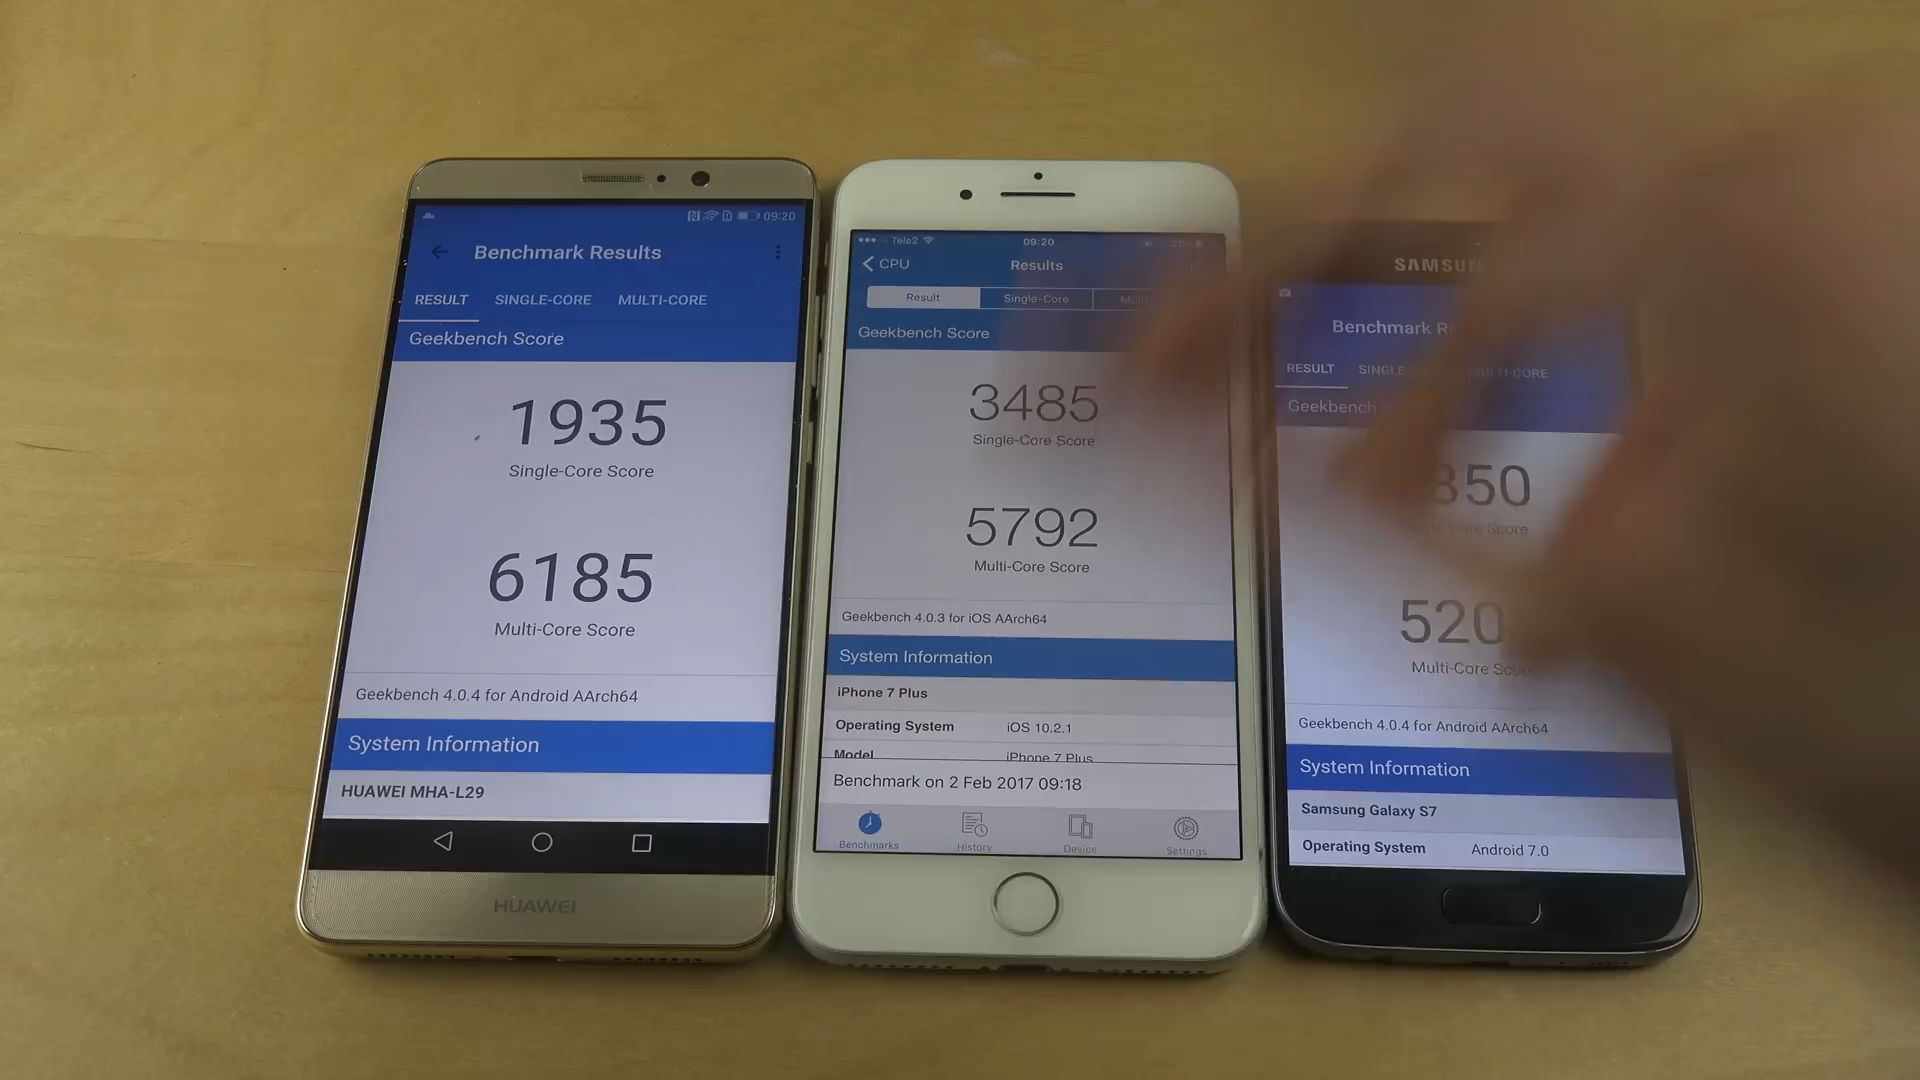 09:20
Benchmark Results
RESULT SINGLE-CORE MULTI-CORE
Geekbench Score
1935
Single-Core Score
6185
Multi-Core Score
Geekbench 4.0.4 for Android AArch64
System Information
HUAWEI MHA-L29
HUAWEI
Tele2 09:20
CPU Results
Result Single-Core
Geekbench Score
3485
Single-Core Score
5792
Multi-Core Score
Geekbench 4.0.3 for iOS AArch64
System Information
iPhone 7 Plus
Operating System iOS 10.2.1
Model iPhone 7 Plus
Benchmark on 2 Feb 2017 09:18
Benchmarks History Device Settings
Benchmark
RESULT MULTI-CORE
Geekbench
Core Score
Multi-Core
Geekbench 4.0.4 for Android AArch64
System Information
Samsung Galaxy S7
Operating System Android 7.0